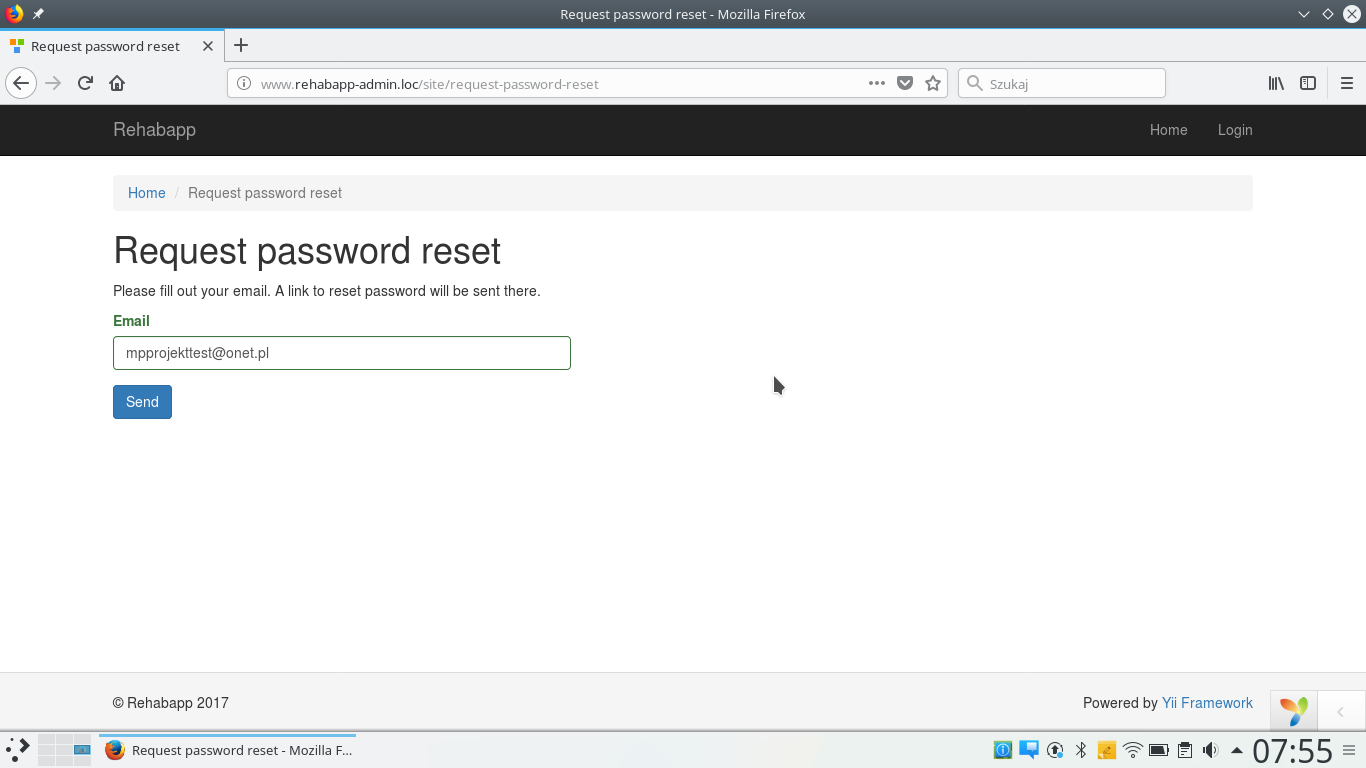 Request password reset - Mozilla Firefox
Request password reset
www.rehabapp-admin.loc/site/request-password-reset
Szukaj
Rehabapp
Home
Login
Home / Request password reset
Request password reset
Please fill out your email. A link to reset password will be sent there.
Email
mpprojekttest@onet.pl
Send
© Rehabapp 2017
Powered by Yii Framework
Request password reset - Mozilla F...
07:55